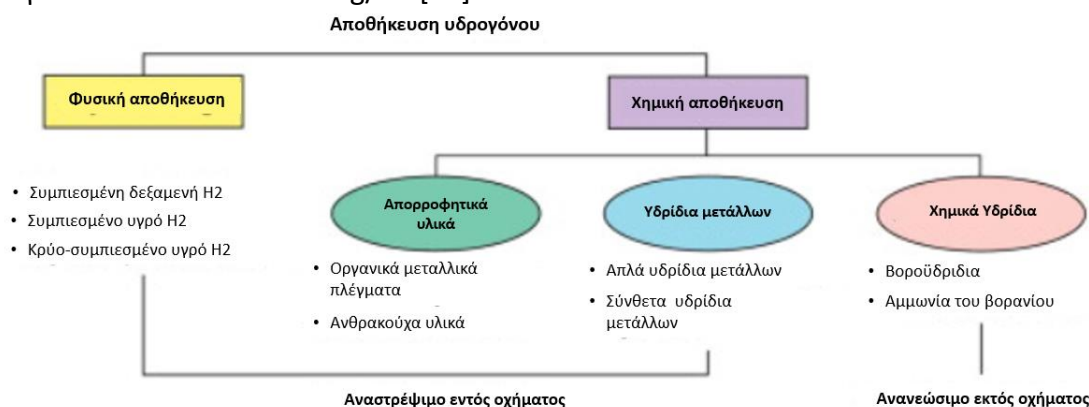 Αποθήκευση υδρογόνου
Φυσική αποθήκευση
Χημική αποθήκευση
• Συμπιεσμένη δεξαμενή H2
• Συμπιεσμένο υγρό H2
• Κρύο-συμπιεσμένο υγρό H2
Απορροφητικά
υλικά
• Οργανικά μεταλλικά
πλέγματα
• Ανθρακούχα υλικά
Υδρίδια μετάλλων
• Απλά υδρίδια μετάλλων
• Σύνθετα υδρίδια
μετάλλων
Χημικά Υδρίδια
• Βοροϋδριδια
• Αμμωνία του βορανίου
Αναστρέψιμο εντός οχήματος
Ανανεώσιμο εκτός οχήματος